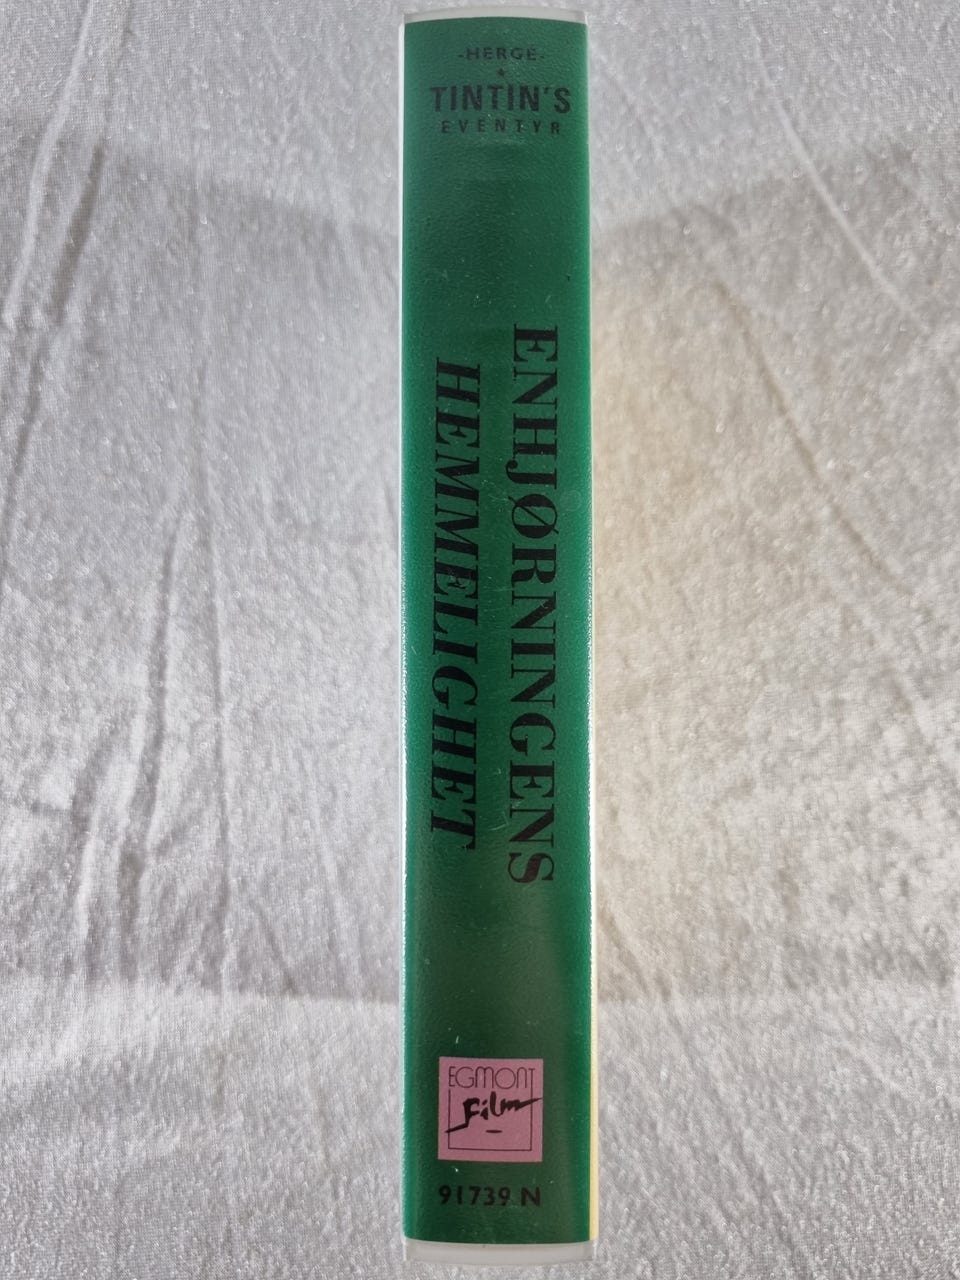 -HERGÉ-
TINTIN'S
EVENTYR
ENHJØRNINGENS
HEMMELIGHET
EGMONT
Film
91739 N